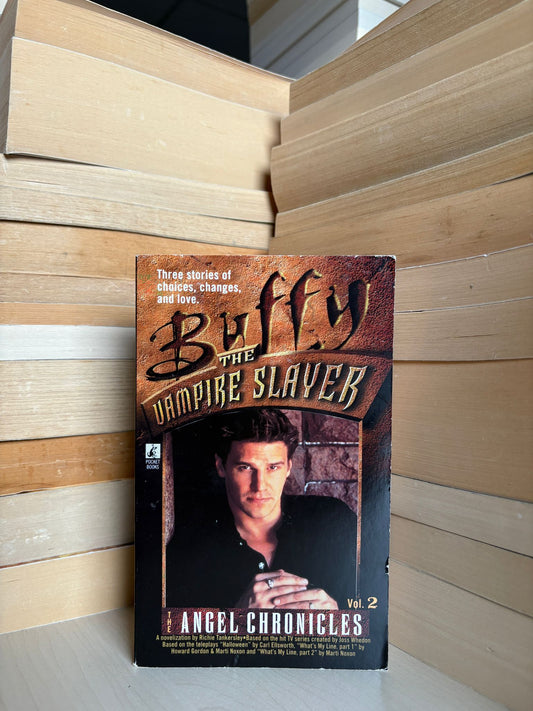 Three stories of
choices, changes,
and love.
Buffy
THE
VAMPIRE SLAYER
POCKET
BOOKS
Vol. 2
THE ANGEL CHRONICLES
A novelization by Richie Tankersley • Based on the hit TV series created by Joss Whedon
Based on the teleplays "Halloween" by Carl Ellsworth, "What's My Line, part 1" by
Howard Gordon & Marti Noxon and "What's My Line, part 2" by Marti Noxon